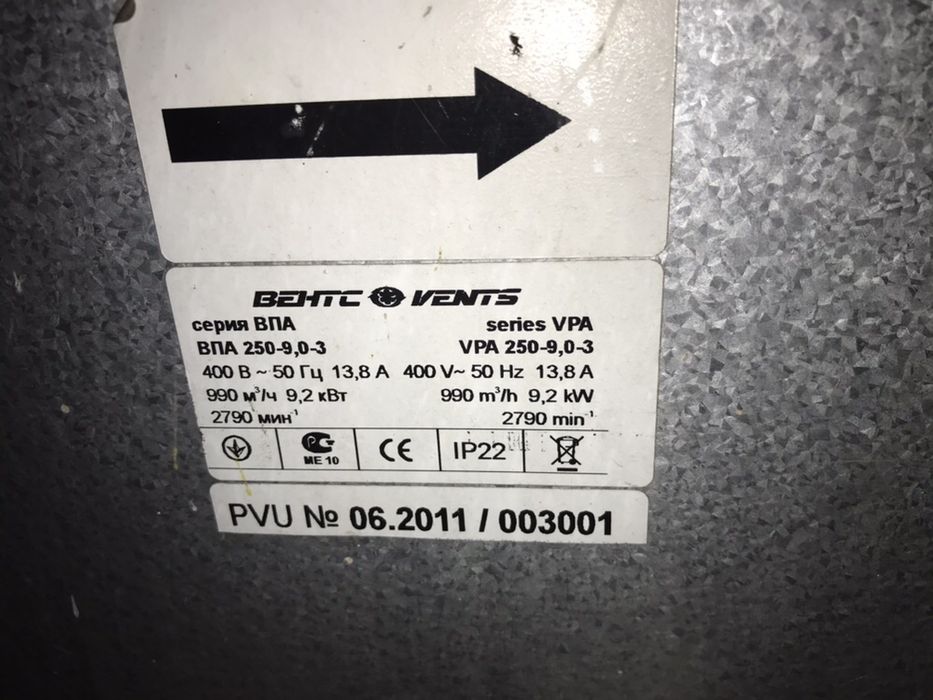 ВЕНТС VENTS
серия ВПА series VPA
ВПА 250-9,0-3 VPA 250-9,0-3
400 В ~ 50 Гц 13,8 А 400 V~ 50 Hz 13,8 A
990 м³/ч 9,2 кВт 990 m³/h 9,2 kW
2790 мин⁻¹ 2790 min⁻¹
РС ME 10 CE IP22
PVU № 06.2011 / 003001